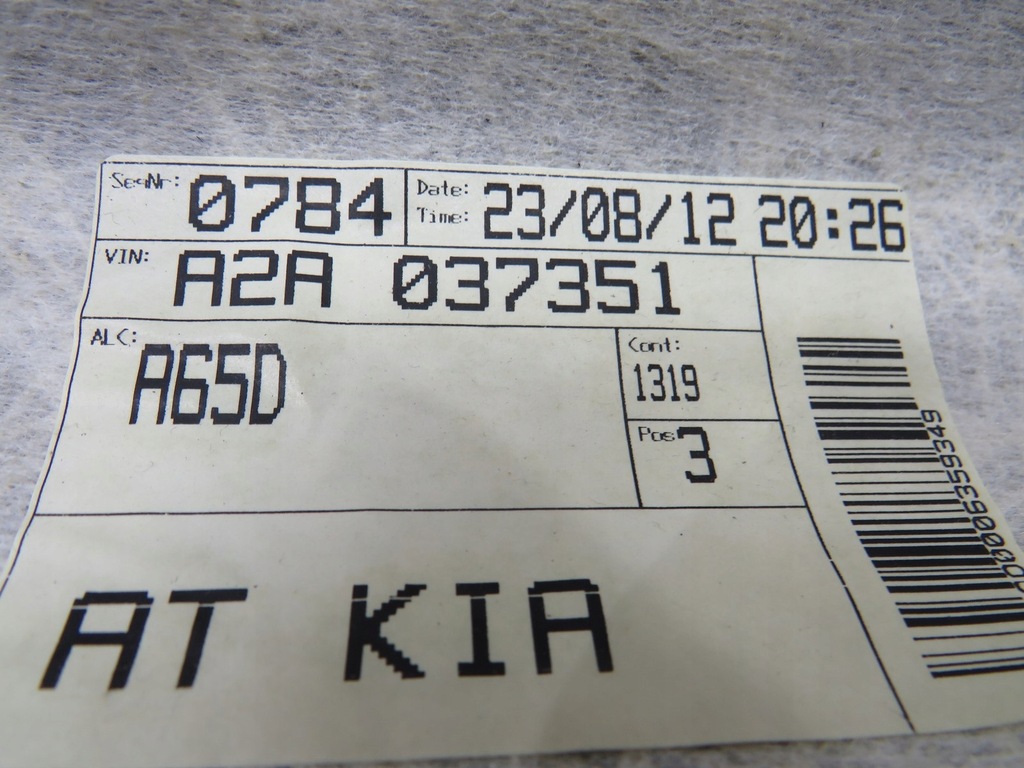 SeqNr: 0784 Date: Time: 23/08/12 20:26
VIN: A2A 037351
ALC: A65D
Cont: 1319
Pos 3
AT KIA